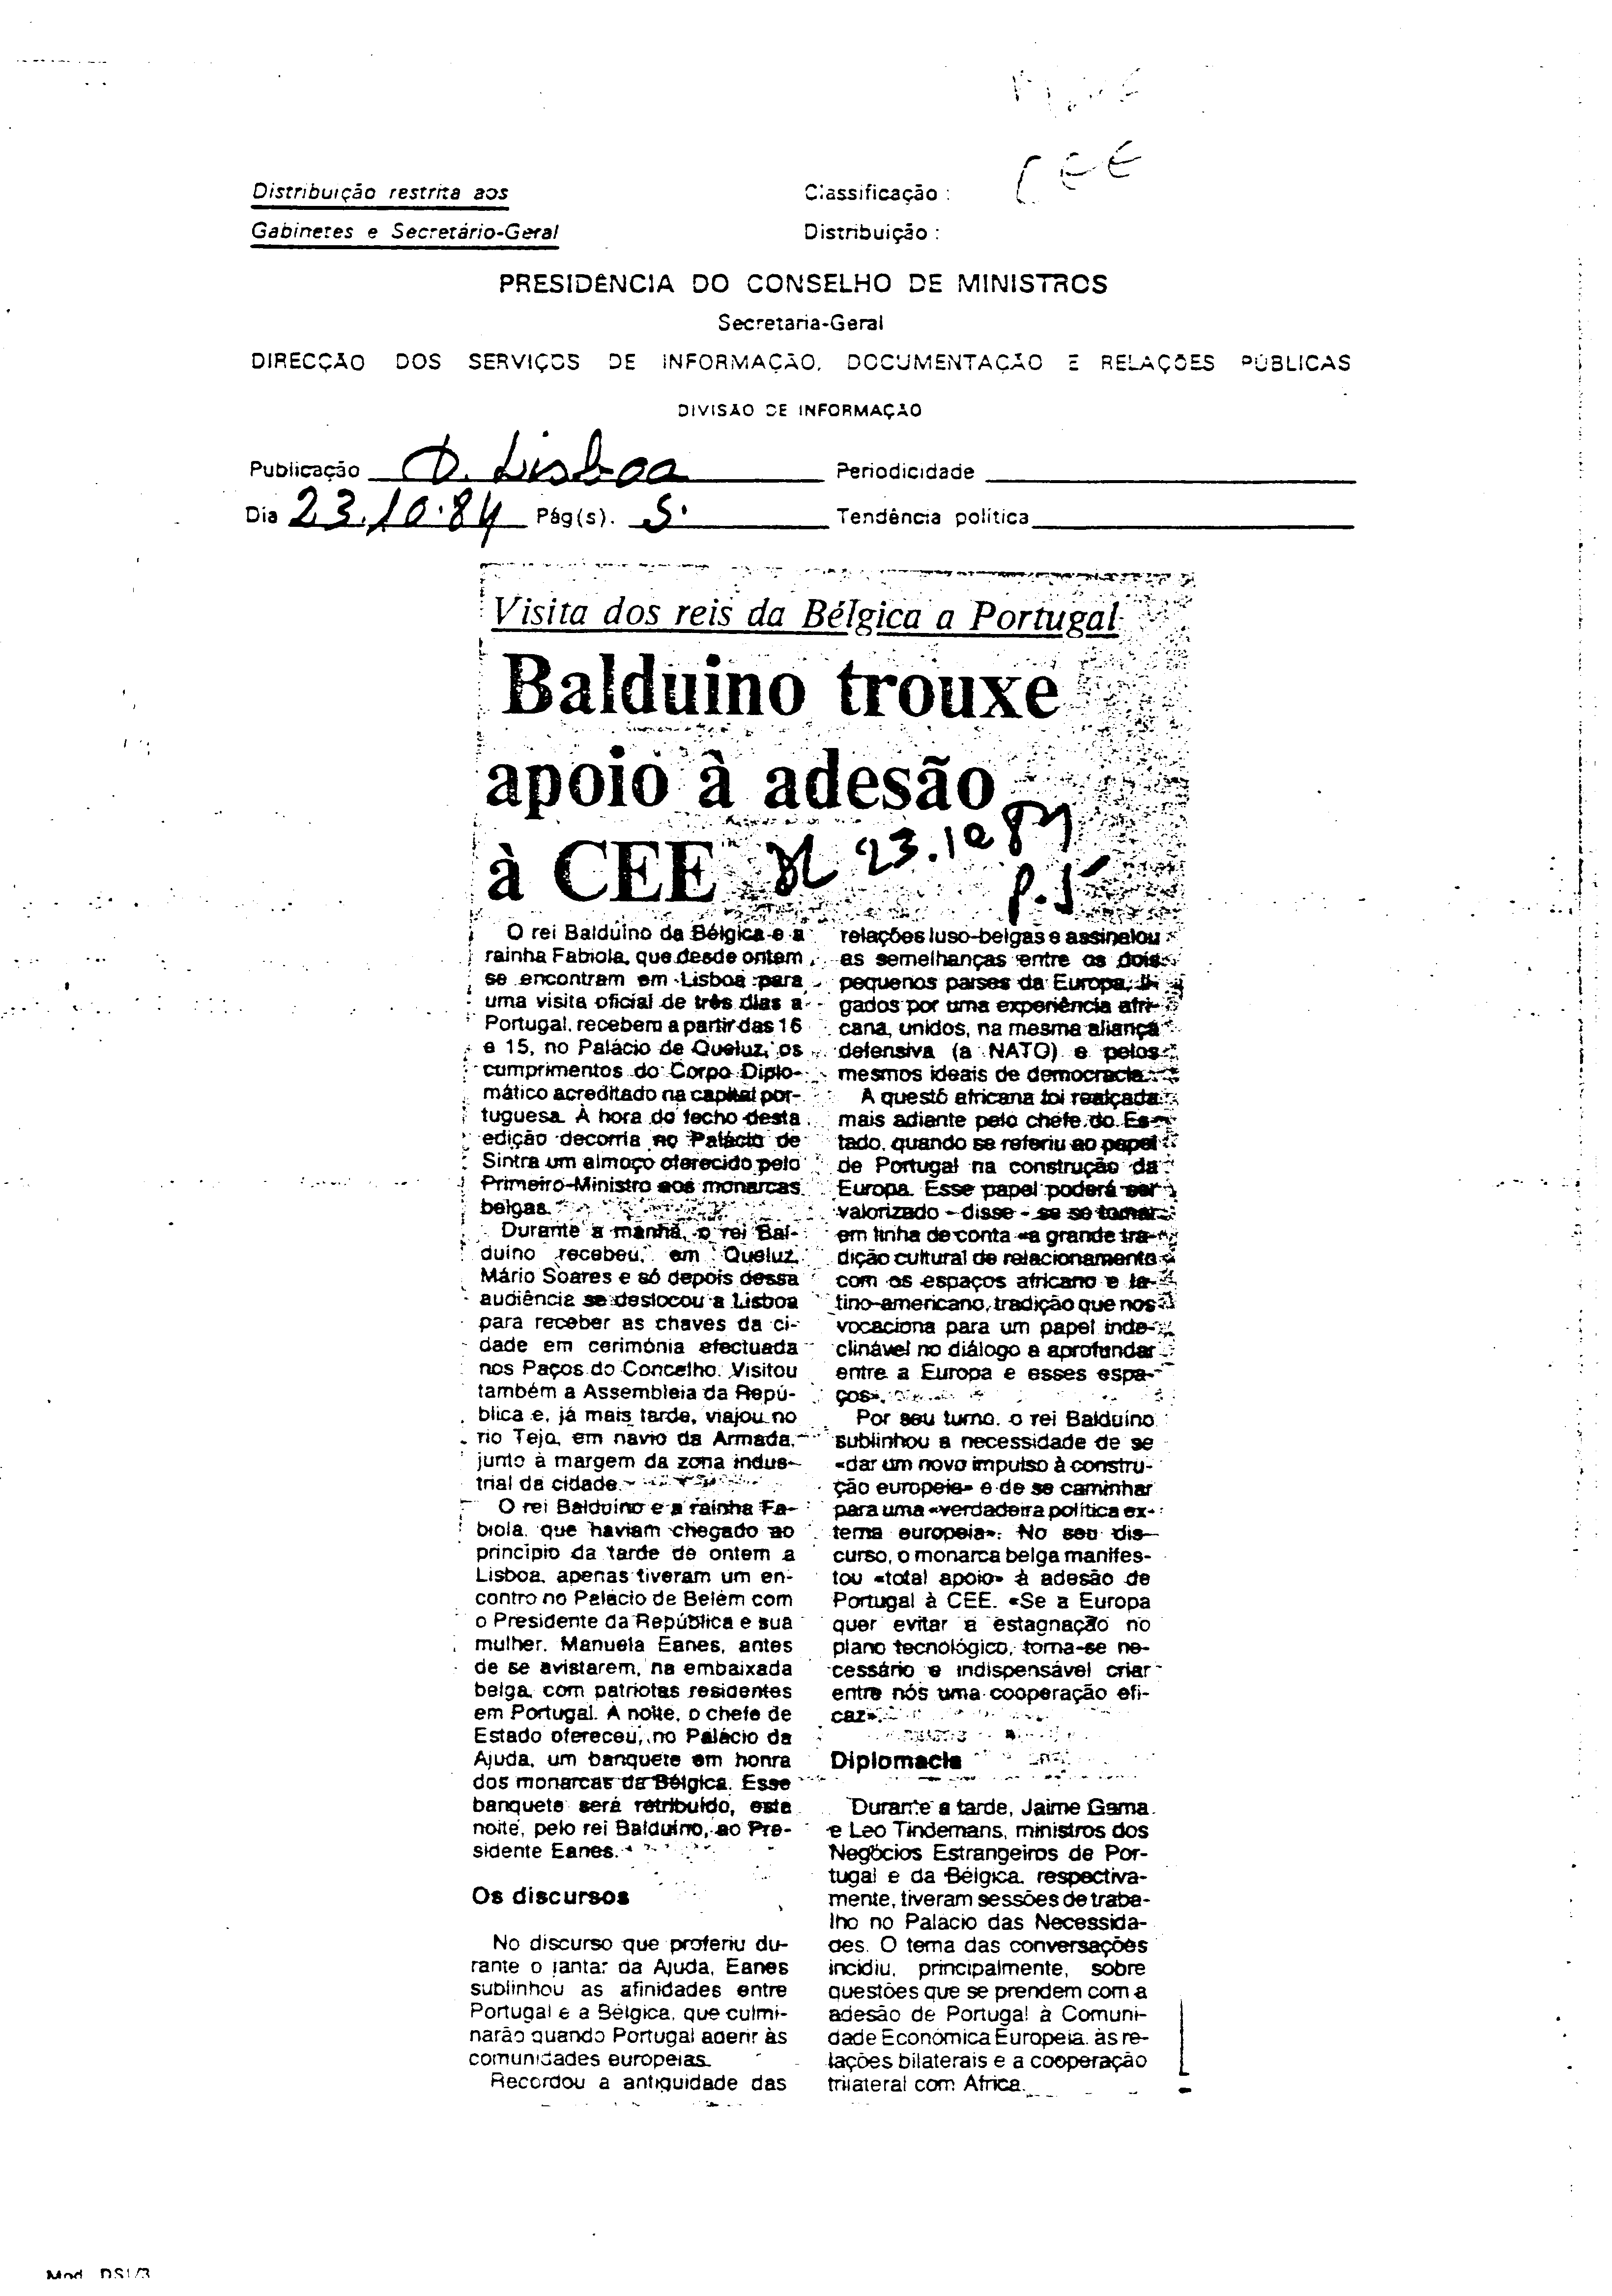 CEE
Distribuição restrita aos
Gabinetes e Secretário-Geral
Classificação :
Distribuição :
PRESIDÊNCIA DO CONSELHO DE MINISTROS
Secretaria-Geral
DIRECÇÃO DOS SERVIÇOS DE INFORMAÇÃO, DOCUMENTAÇÃO E RELAÇÕES PÚBLICAS
DIVISÃO DE INFORMAÇÃO
Publicação D. Lisboa Periodicidade
Dia 23.10.84 Pág(s). 5. Tendência política
Visita dos reis da Bélgica a Portugal
Balduino trouxe
apoio à adesão
à CEE
DL 23.10 84
p. 5
O rei Balduíno da Bélgica e a
rainha Fabiola, que desde ontem
se encontram em Lisboa para
uma visita oficial de três dias a
Portugal, recebem a partir das 16
e 15, no Palácio de Queluz, os
cumprimentos do Corpo Diplo-
mático acreditado na capital por-
tuguesa. À hora do fecho desta
edição decorria no Palácio de
Sintra um almoço oferecido pelo
Primeiro-Ministro aos monarcas
belgas.
Durante a manhã, o rei Bal-
duino recebeu, em Queluz,
Mário Soares e só depois dessa
audiência se deslocou a Lisboa
para receber as chaves da ci-
dade em cerimónia efectuada
nos Paços do Concelho. Visitou
também a Assembleia da Repú-
blica e, já mais tarde, viajou no
rio Tejo, em navio da Armada,
junto à margem da zona indus-
trial da cidade.
O rei Balduino e a rainha Fa-
biola, que haviam chegado ao
princípio da tarde de ontem a
Lisboa, apenas tiveram um en-
contro no Palácio de Belém com
o Presidente da República e sua
mulher, Manuela Eanes, antes
de se avistarem, na embaixada
belga, com patriotas residentes
em Portugal. À noite, o chefe de
Estado ofereceu, no Palácio da
Ajuda, um banquete em honra
dos monarcas da Bélgica. Esse
banquete será retribuído, esta
noite, pelo rei Balduíno, ao Pre-
sidente Eanes.
Os discursos
No discurso que proferiu du-
rante o jantar da Ajuda, Eanes
sublinhou as afinidades entre
Portugal e a Bélgica, que culmi-
narão quando Portugal aderir às
comunidades europeias.
Recordou a antiguidade das
relações luso-belgas e assinalou
as semelhanças entre os dois
pequenos países da Europa, li-
gados por uma experiência afri-
cana, unidos, na mesma aliança
defensiva (a NATO) e pelos
mesmos ideais de democracia.
A questõ africana foi realçada
mais adiante pelo chefe do Es-
tado, quando se referiu ao papel
de Portugal na construção da
Europa. Esse papel poderá ser
valorizado - disse - se se tomar
em linha de conta «a grande tra-
dição cultural de relacionamento
com os espaços africano e la-
tino-americano, tradição que nos
vocaciona para um papel inde-
clinável no diálogo a aprofundar
entre a Europa e esses espa-
ços».
Por seu turno, o rei Balduíno
sublinhou a necessidade de se
«dar um novo impulso à constru-
ção europeia» e de se caminhar
para uma «verdadeira política ex-
terna europeia». No seu dis-
curso, o monarca belga manifes-
tou «total apoio» à adesão de
Portugal à CEE. «Se a Europa
quer evitar a estagnação no
plano tecnológico, torna-se ne-
cessário e indispensável criar
entre nós uma cooperação efi-
caz».
Diplomacia
Durante a tarde, Jaime Gama
e Leo Tindemans, ministros dos
Negócios Estrangeiros de Por-
tugal e da Bélgica, respectiva-
mente, tiveram sessões de traba-
lho no Palácio das Necessida-
des. O tema das conversações
incidiu, principalmente, sobre
questões que se prendem com a
adesão de Portugal à Comuni-
dade Económica Europeia, às re-
lações bilaterais e a cooperação
trilateral com África.
Mod. DS1/3